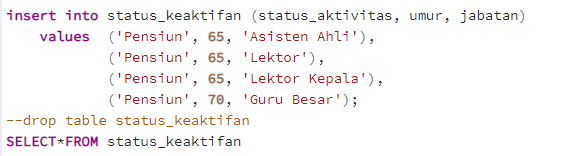 insert into status_keaktifan (status_aktivitas, umur, jabatan)
values ('Pensiun', 65, 'Asisten Ahli'),
('Pensiun', 65, 'Lektor'),
('Pensiun', 65, 'Lektor Kepala'),
('Pensiun', 70, 'Guru Besar');
--drop table status_keaktifan
SELECT*FROM status_keaktifan